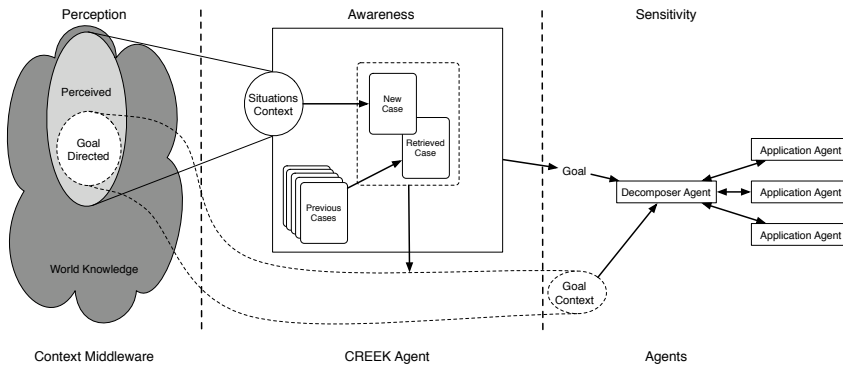 Perception
Awareness
Sensitivity
Perceived
Goal
Directed
World Knowledge
Situations
Context
New
Case
Retrieved
Case
Previous
Cases
Goal
Decomposer Agent
Application Agent
Application Agent
Application Agent
Goal
Context
Context Middleware
CREEK Agent
Agents